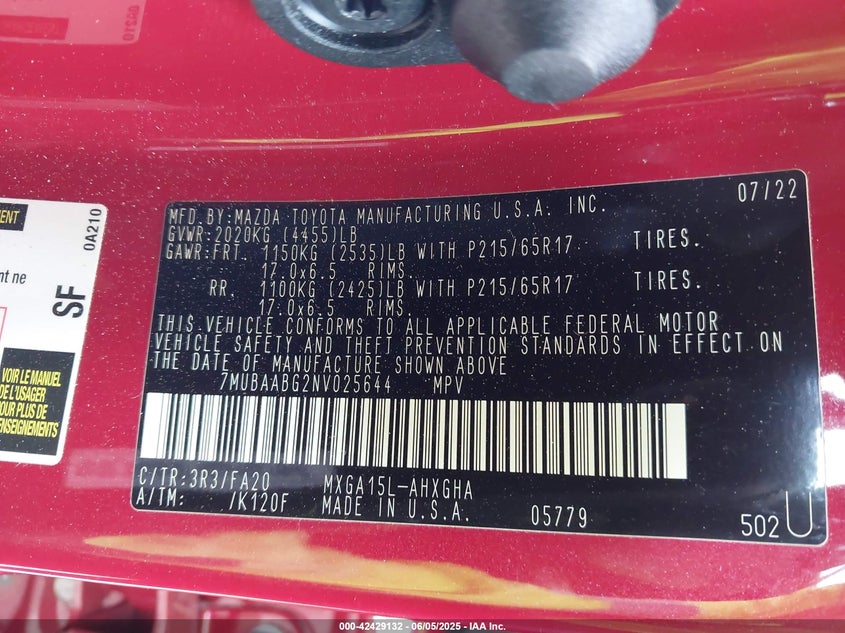 MFD.BY:MAZDA TOYOTA MANUFACTURING U.S.A. INC. 07/22
GVWR:2020KG (4455)LB
GAWR:FRT. 1150KG (2535)LB WITH P215/65R17 TIRES.
17.0x6.5 RIMS.
RR. 1100KG (2425)LB WITH P215/65R17 TIRES.
17.0x6.5 RIMS.
THIS VEHICLE CONFORMS TO ALL APPLICABLE FEDERAL MOTOR
VEHICLE SAFETY AND THEFT PREVENTION STANDARDS IN EFFECT ON
THE DATE OF MANUFACTURE SHOWN ABOVE
7MUBAABG2NV025644 MPV
C/TR:3R3/FA20 MXGA15L-AHXGHA
A/TM: /K120F MADE IN U.S.A. 05779
502 U
0A210
SF
nt ne
VOIR LE MANUEL
DE L'USAGER
POUR PLUS DE
000-42429132 - 06/05/2025 - IAA Inc.